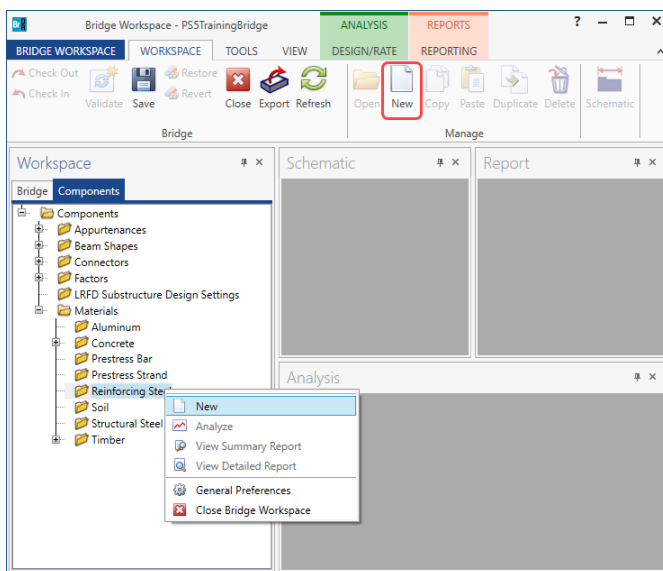 Br Bridge Workspace - PS5TrainingBridge ANALYSIS REPORTS ?
BRIDGE WORKSPACE WORKSPACE TOOLS VIEW DESIGN/RATE REPORTING
Check Out
Check In
Validate Save
Restore
Revert
Close Export Refresh Open New Copy Paste Duplicate Delete Schematic
Bridge Manage
Workspace
Bridge Components
Components
Appurtenances
Beam Shapes
Connectors
Factors
LRFD Substructure Design Settings
Materials
Aluminum
Concrete
Prestress Bar
Prestress Strand
Reinforcing Steel
Soil
Structural Steel
Timber
New
Analyze
View Summary Report
View Detailed Report
General Preferences
Close Bridge Workspace
Schematic
Report
Analysis